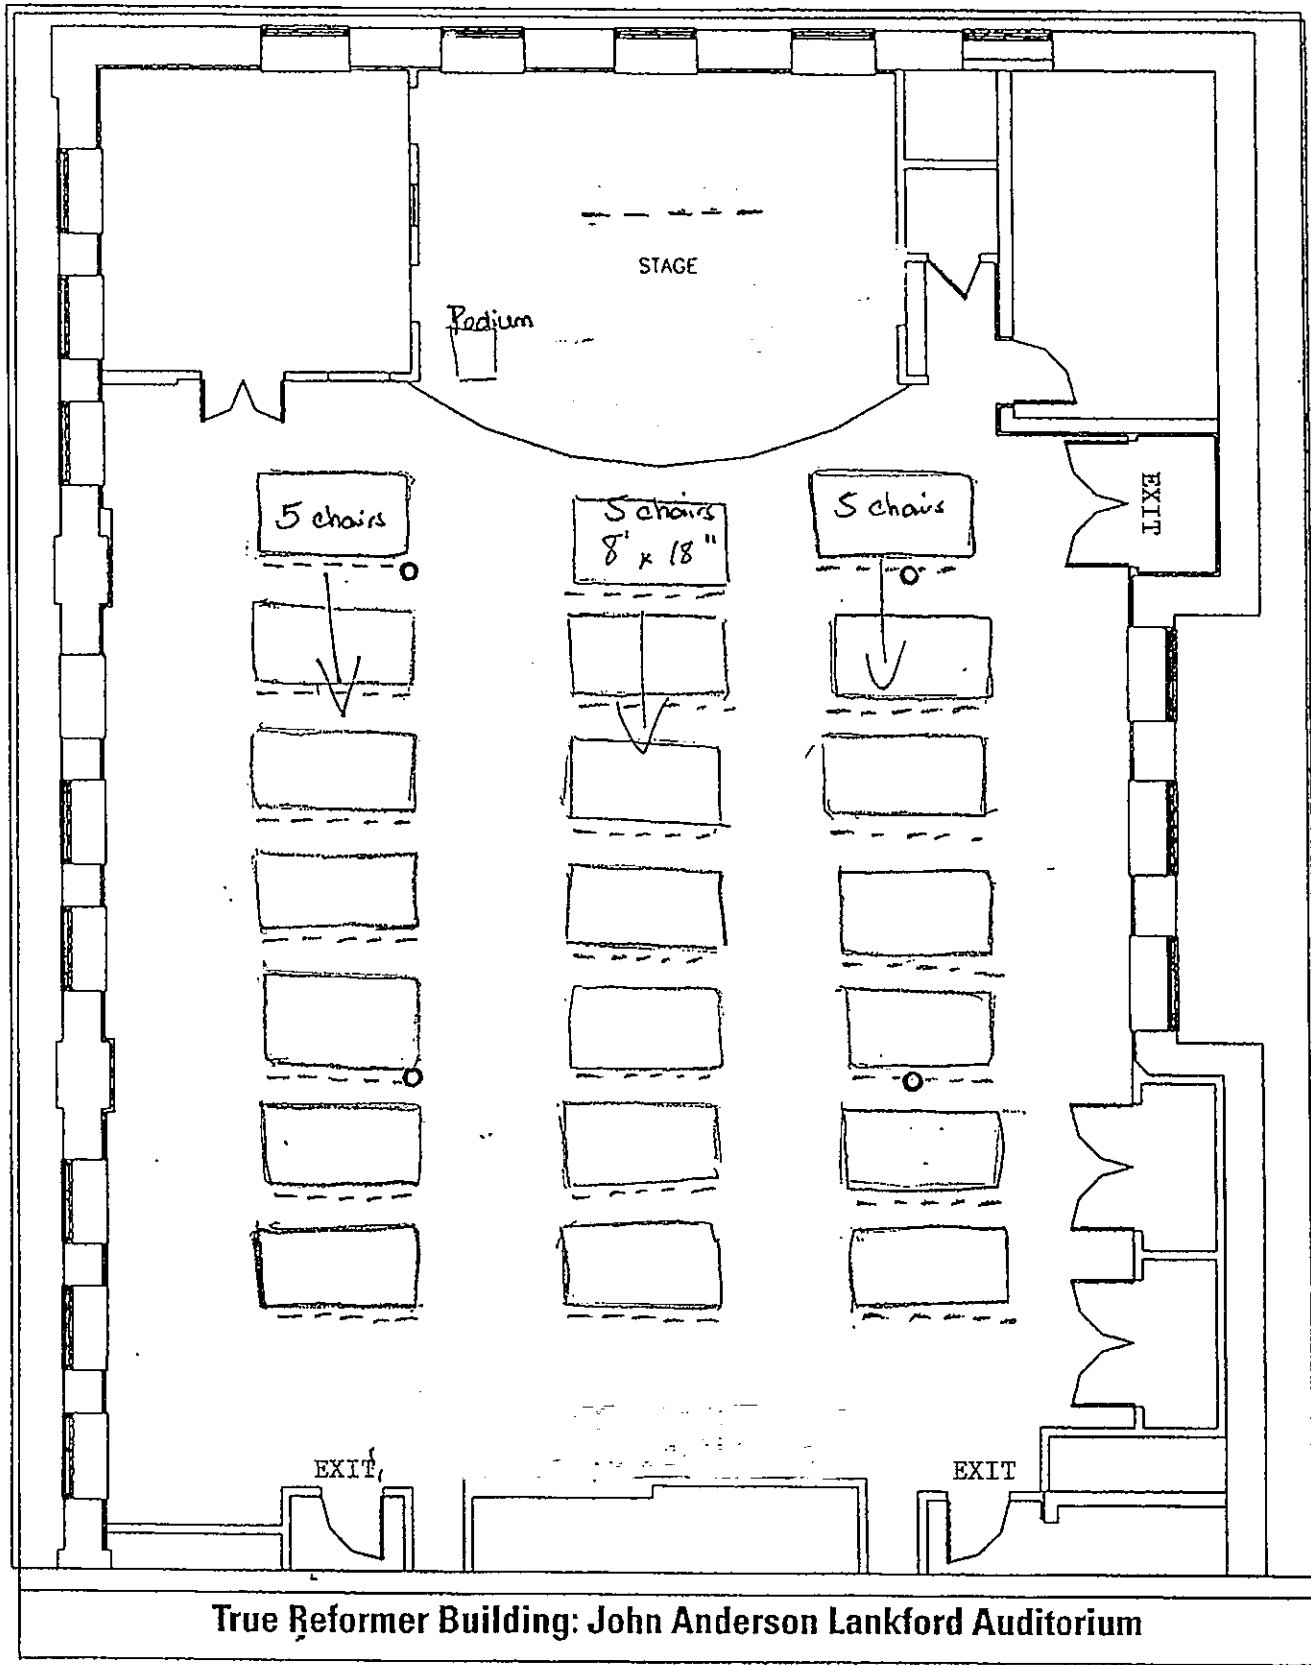 STAGE
Podium
5 chairs
5 chairs
8' x 18"
5 chairs
EXIT
EXIT
EXIT
True Reformer Building: John Anderson Lankford Auditorium